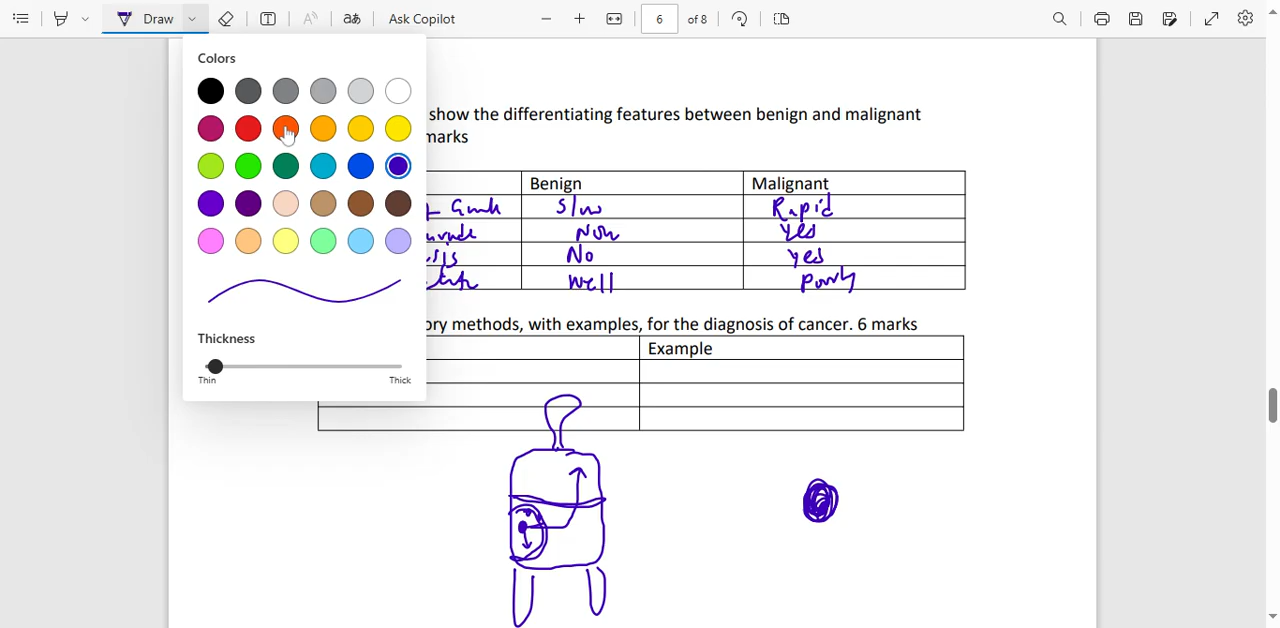 Draw
Ask Copilot
6 of 8
Colors
Thickness
Thin Thick
show the differentiating features between benign and malignant
marks
Benign Malignant
Slow Rapid
Non Yes
No yes
Well Poorly
ory methods, with examples, for the diagnosis of cancer. 6 marks
Example